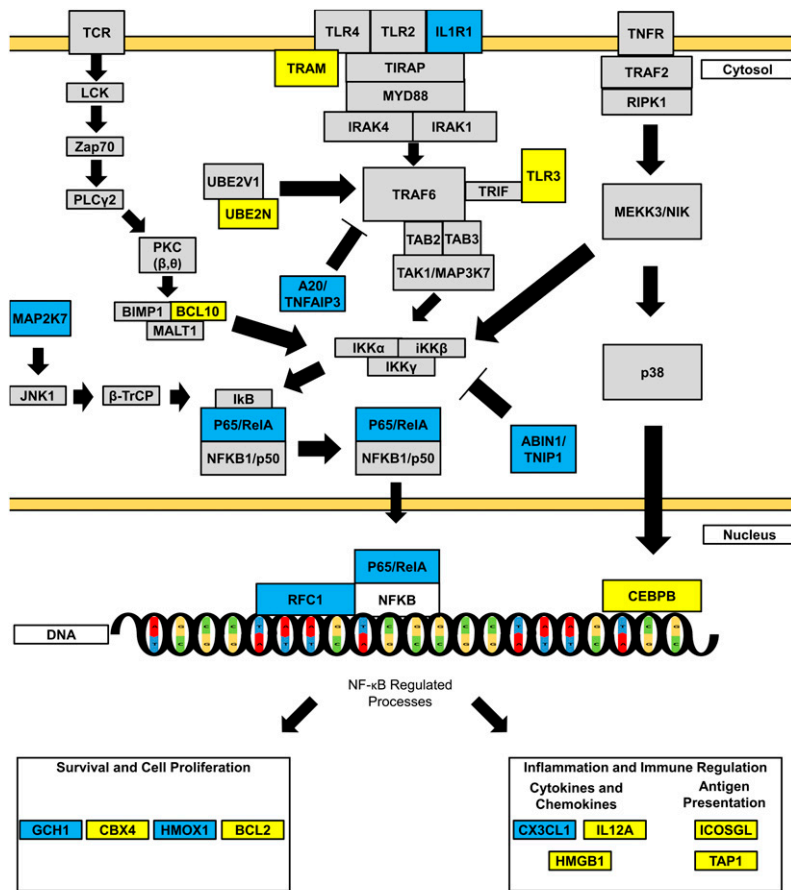 TCR
TLR4 TLR2 IL1R1
TNFR
TRAM
TIRAP
TRAF2
Cytosol
LCK
MYD88
RIPK1
IRAK4 IRAK1
Zap70
UBE2V1
UBE2N
TRAF6
TRIF
TLR3
PLCγ2
MEKK3/NIK
PKC
(β,θ)
TAB2 TAB3
TAK1/MAP3K7
A20/
TNFAIP3
MAP2K7
BIMP1 BCL10
MALT1
IKKα iKKβ
IKKγ
p38
JNK1
β-TrCP
IkB
P65/RelA
NFKB1/p50
P65/RelA
NFKB1/p50
ABIN1/
TNIP1
Nucleus
P65/RelA
RFC1
NFKB
CEBPB
DNA
NF-κB Regulated
Processes
Survival and Cell Proliferation
GCH1 CBX4 HMOX1 BCL2
Inflammation and Immune Regulation
Cytokines and
Chemokines
Antigen
Presentation
CX3CL1 IL12A
ICOSGL
HMGB1
TAP1